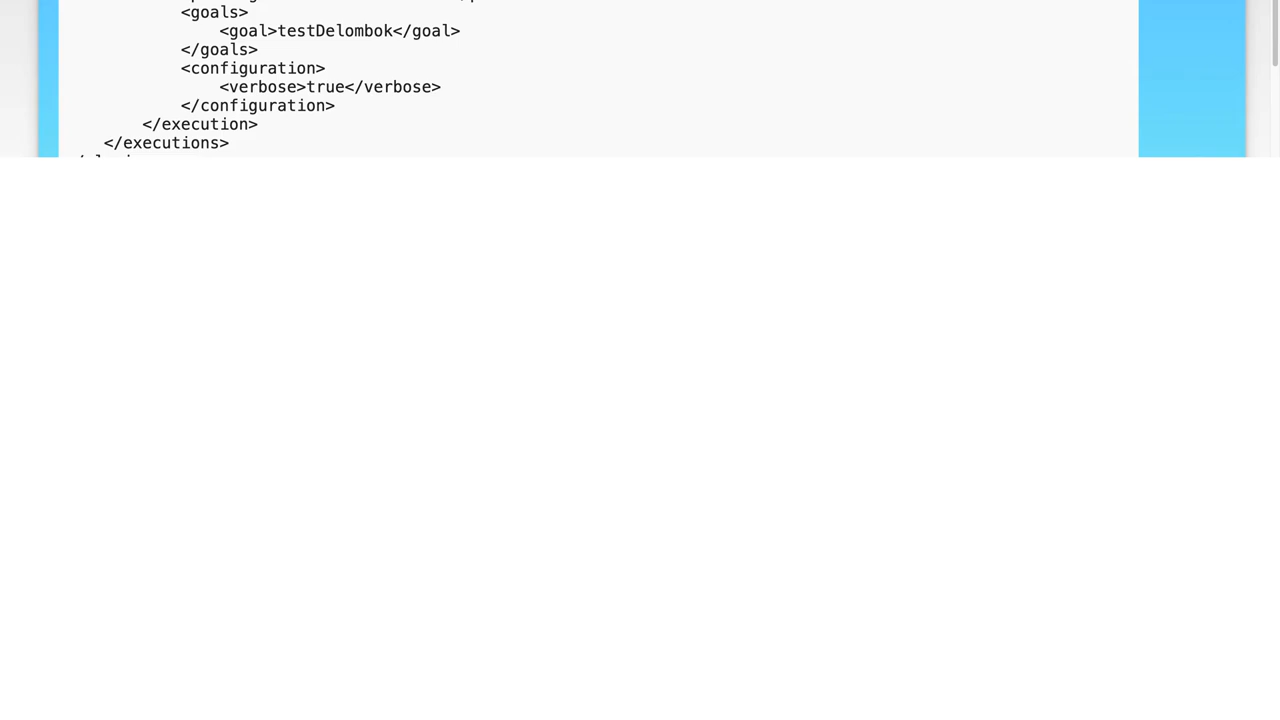 <goals>
<goal>testDelombok</goal>
</goals>
<configuration>
<verbose>true</verbose>
</configuration>
</execution>
</executions>